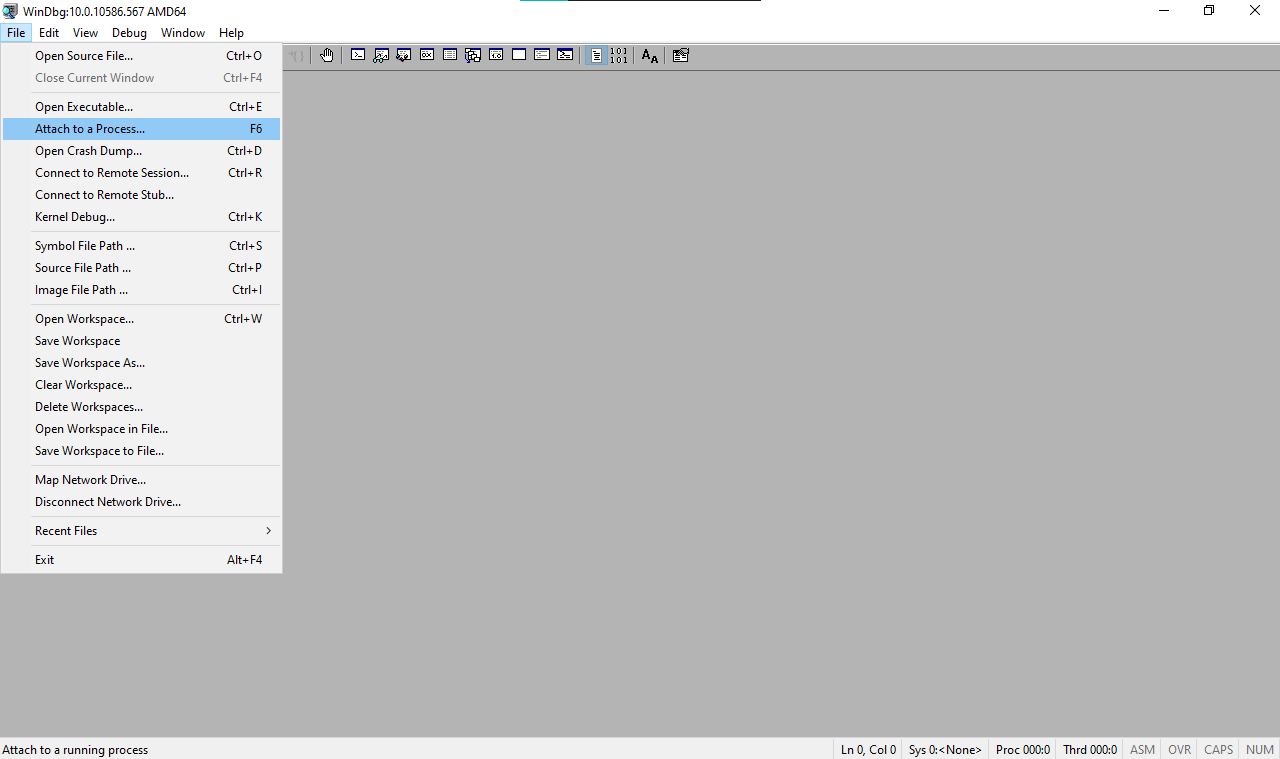 WinDbg:10.0.10586.567 AMD64
File Edit View Debug Window Help
Open Source File... Ctrl+O
Close Current Window Ctrl+F4
Open Executable... Ctrl+E
Attach to a Process... F6
Open Crash Dump... Ctrl+D
Connect to Remote Session... Ctrl+R
Connect to Remote Stub...
Kernel Debug... Ctrl+K
Symbol File Path ... Ctrl+S
Source File Path ... Ctrl+P
Image File Path ... Ctrl+I
Open Workspace... Ctrl+W
Save Workspace
Save Workspace As...
Clear Workspace...
Delete Workspaces...
Open Workspace in File...
Save Workspace to File...
Map Network Drive...
Disconnect Network Drive...
Recent Files
Exit Alt+F4
Attach to a running process Ln 0, Col 0 Sys 0:<None> Proc 000:0 Thrd 000:0 ASM OVR CAPS NUM